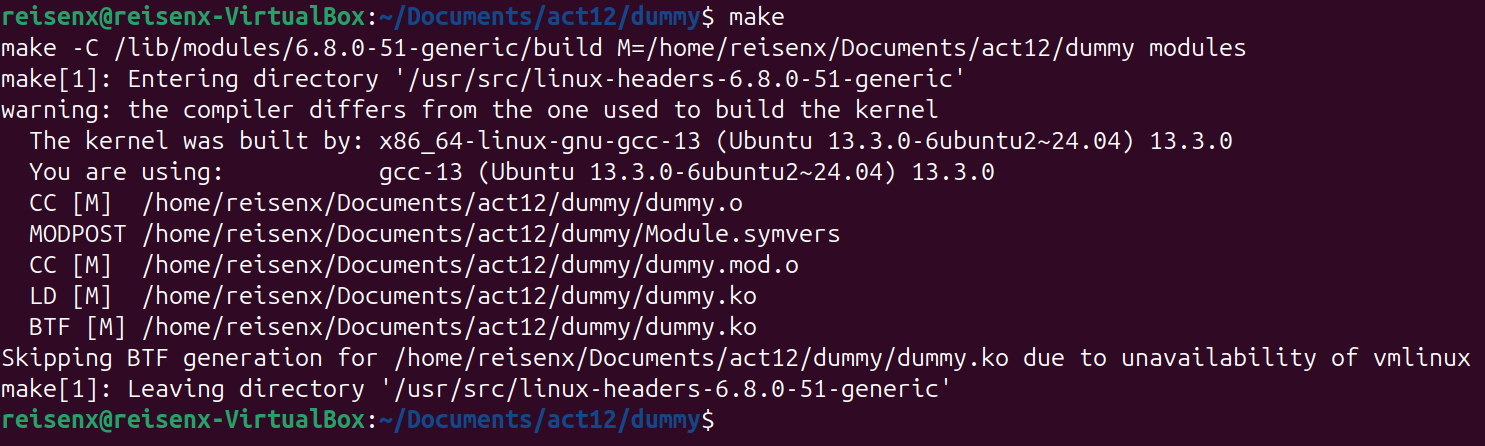 reisenx@reisenx-VirtualBox:~/Documents/act12/dummy$ make
make -C /lib/modules/6.8.0-51-generic/build M=/home/reisenx/Documents/act12/dummy modules
make[1]: Entering directory '/usr/src/linux-headers-6.8.0-51-generic'
warning: the compiler differs from the one used to build the kernel
  The kernel was built by: x86_64-linux-gnu-gcc-13 (Ubuntu 13.3.0-6ubuntu2~24.04) 13.3.0
  You are using:           gcc-13 (Ubuntu 13.3.0-6ubuntu2~24.04) 13.3.0
  CC [M]  /home/reisenx/Documents/act12/dummy/dummy.o
  MODPOST /home/reisenx/Documents/act12/dummy/Module.symvers
  CC [M]  /home/reisenx/Documents/act12/dummy/dummy.mod.o
  LD [M]  /home/reisenx/Documents/act12/dummy/dummy.ko
  BTF [M] /home/reisenx/Documents/act12/dummy/dummy.ko
Skipping BTF generation for /home/reisenx/Documents/act12/dummy/dummy.ko due to unavailability of vmlinux
make[1]: Leaving directory '/usr/src/linux-headers-6.8.0-51-generic'
reisenx@reisenx-VirtualBox:~/Documents/act12/dummy$